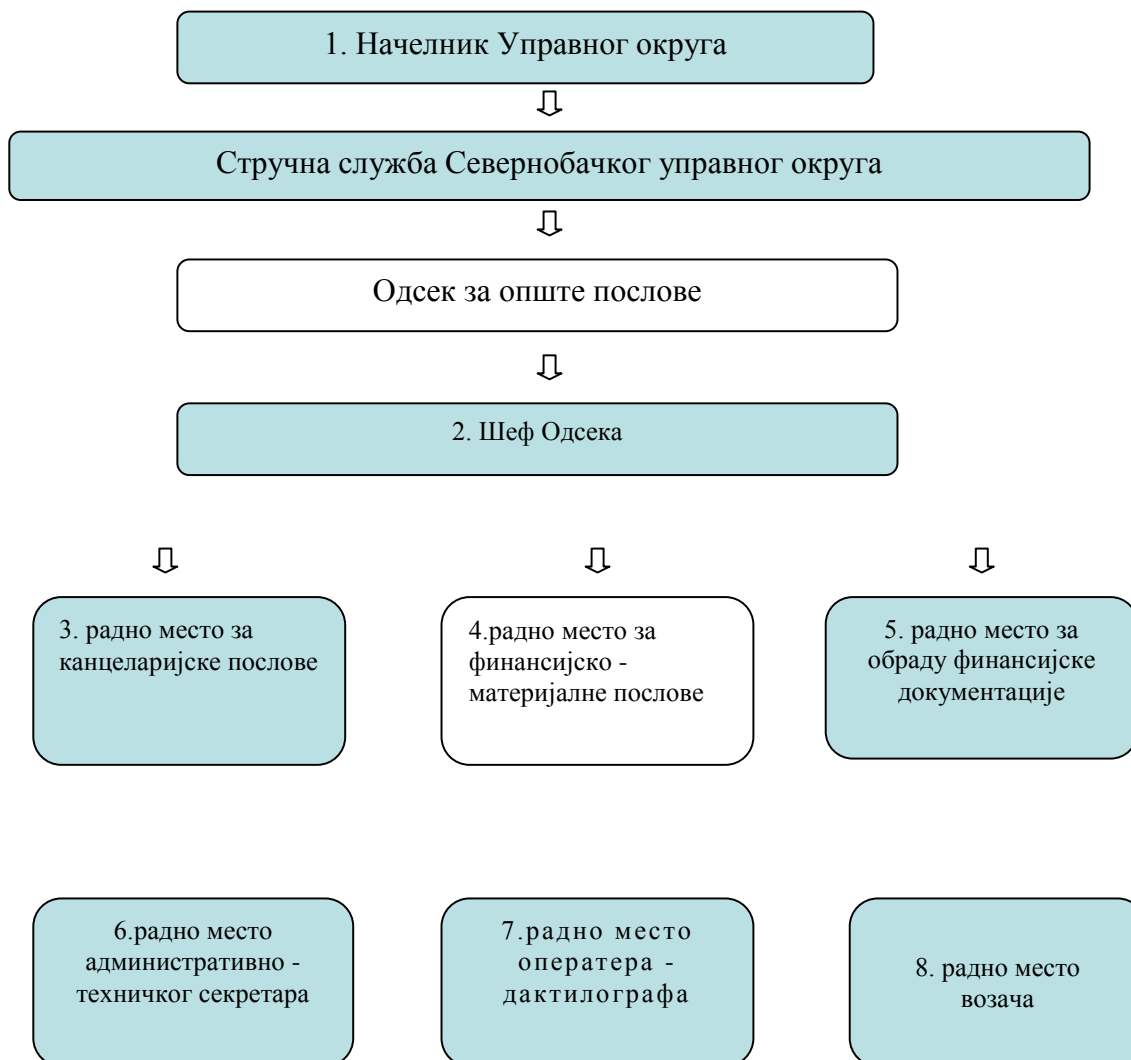 1. Начелник Управног округа
Стручна служба Севернобачког управног округа
Одсек за опште послове
2. Шеф Одсека
3. радно место за
канцеларијске послове
4.радно место за
финансијско -
материјалне послове
5. радно место за
обраду финансијске
документације
6.радно место
административно -
техничког секретара
7.радно место
оператера -
дактилографа
8. радно место
возача